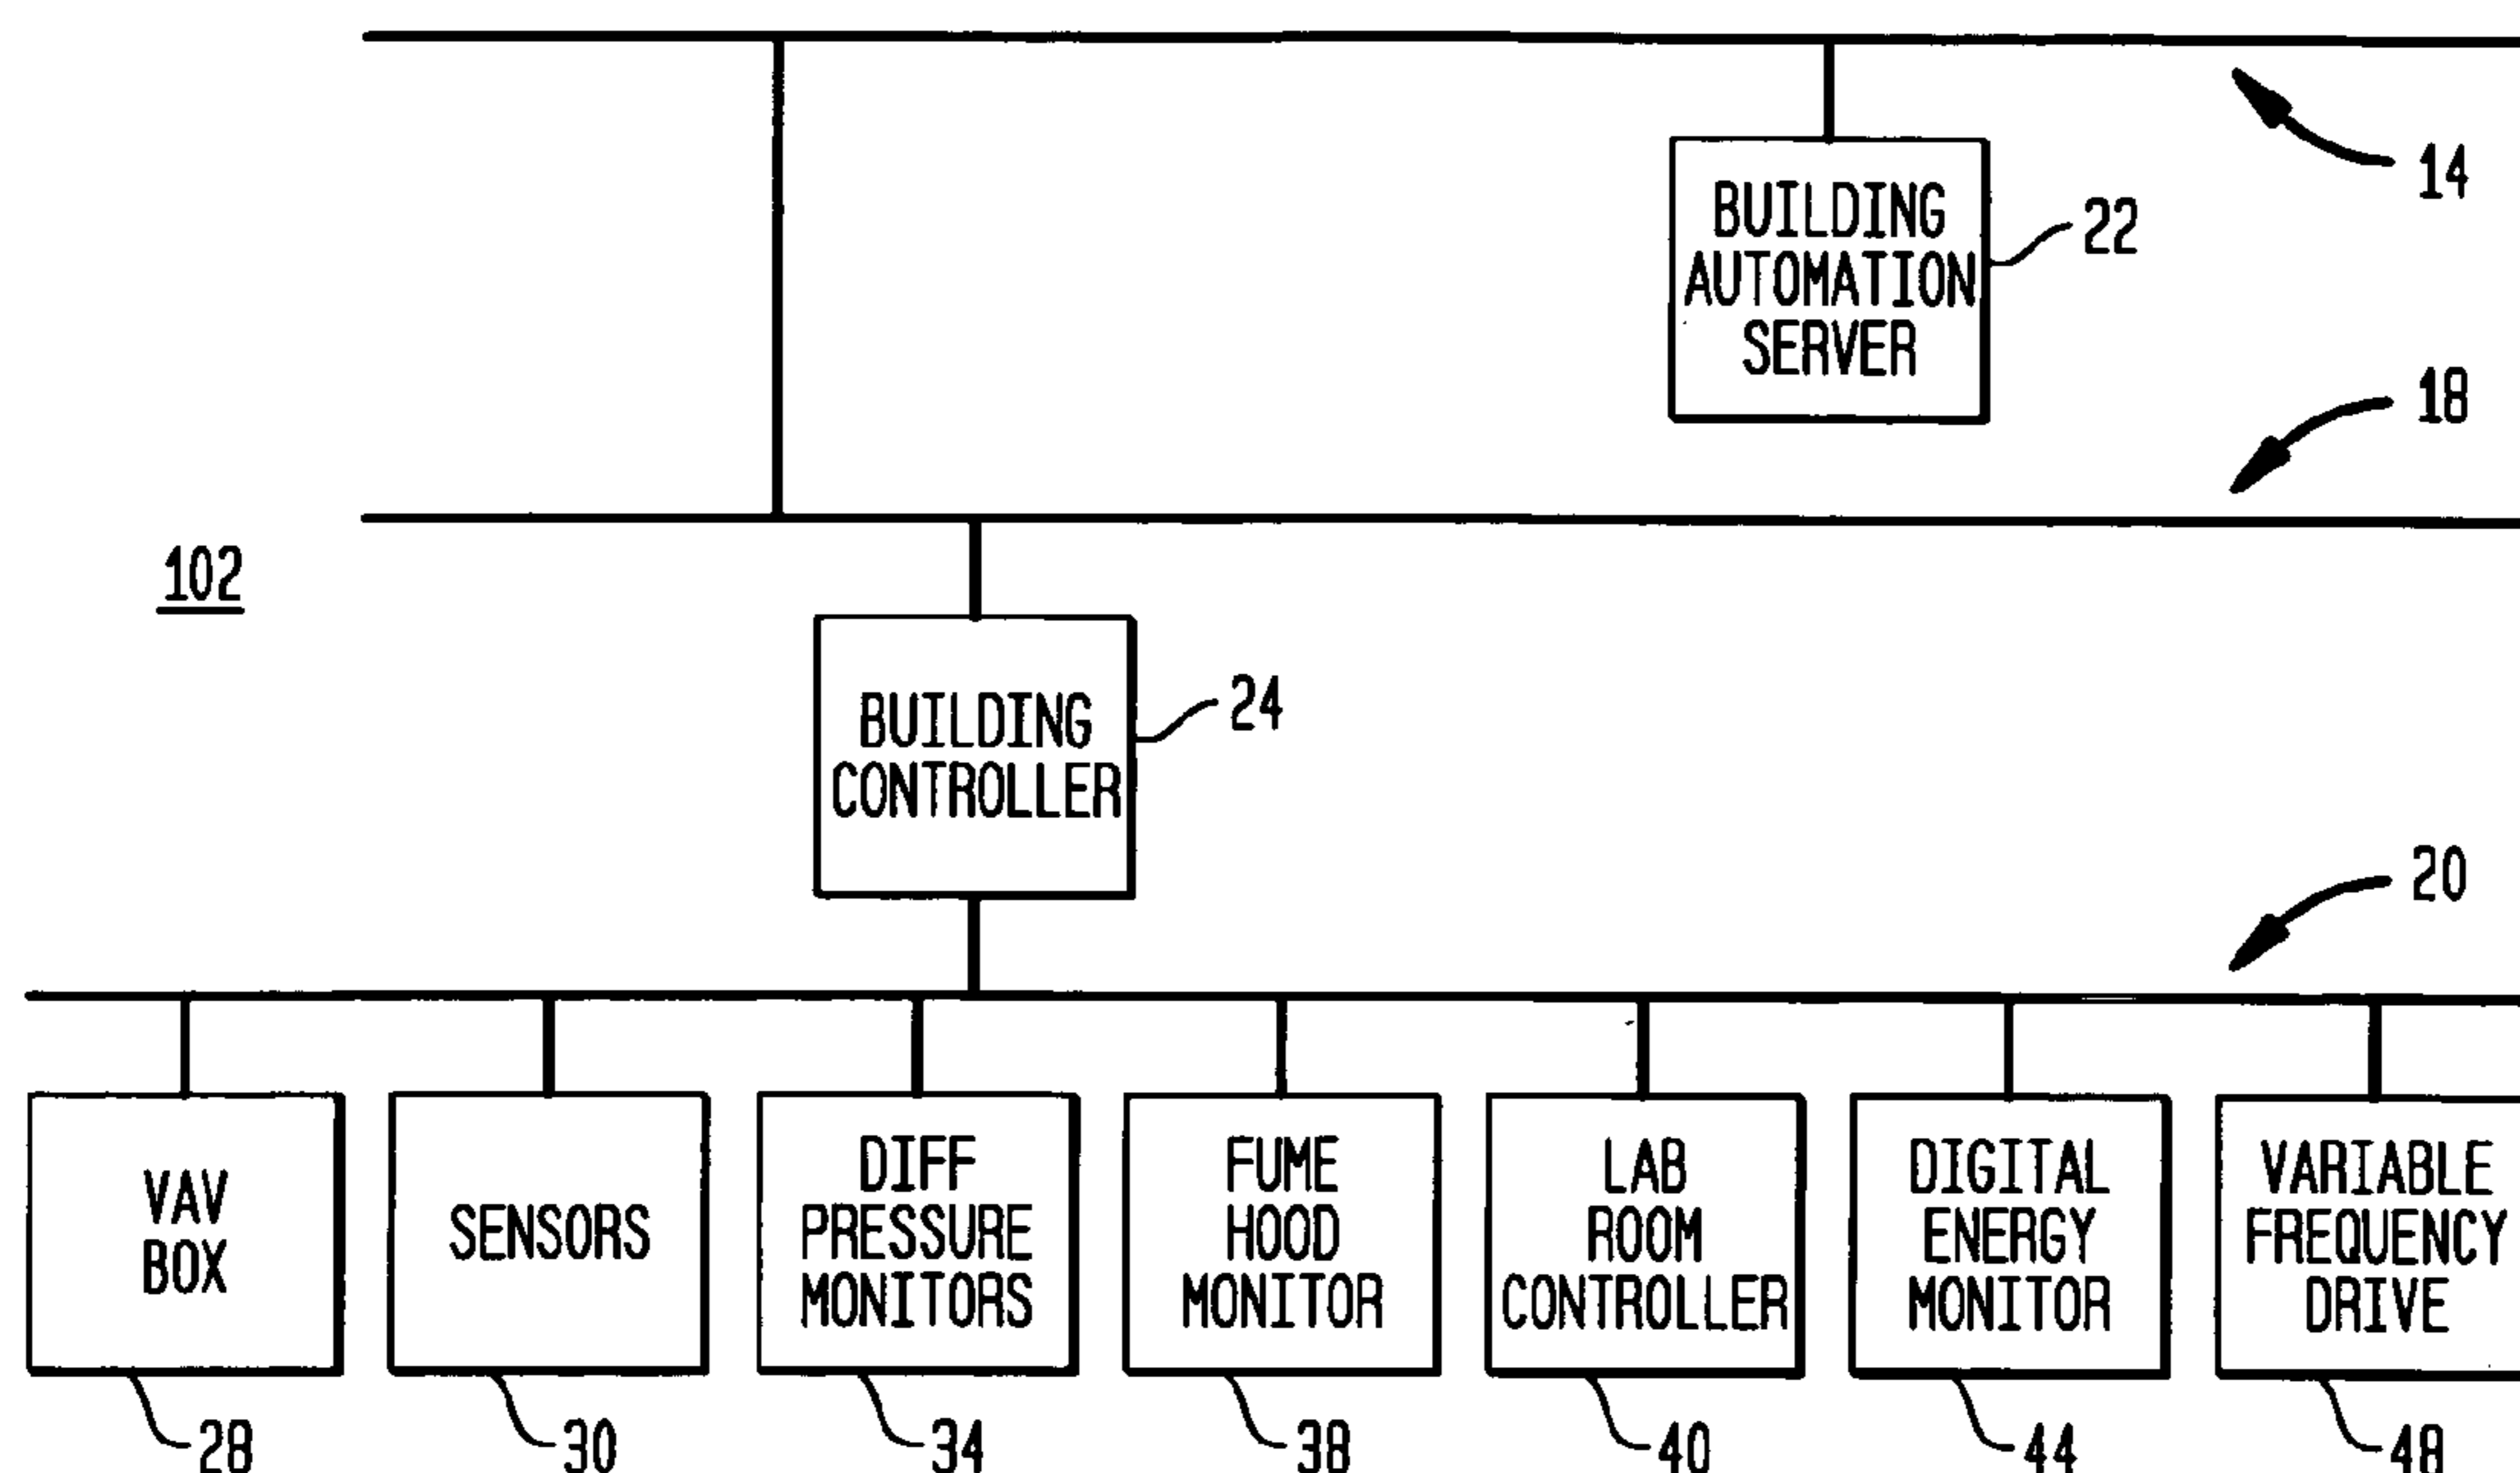 14
BUILDING
AUTOMATION
SERVER
22
18
102
BUILDING
CONTROLLER
24
20
VAV
BOX
SENSORS
DIFF
PRESSURE
MONITORS
FUME
HOOD
MONITOR
LAB
ROOM
CONTROLLER
DIGITAL
ENERGY
MONITOR
VARIABLE
FREQUENCY
DRIVE
28
30
34
38
40
44
48